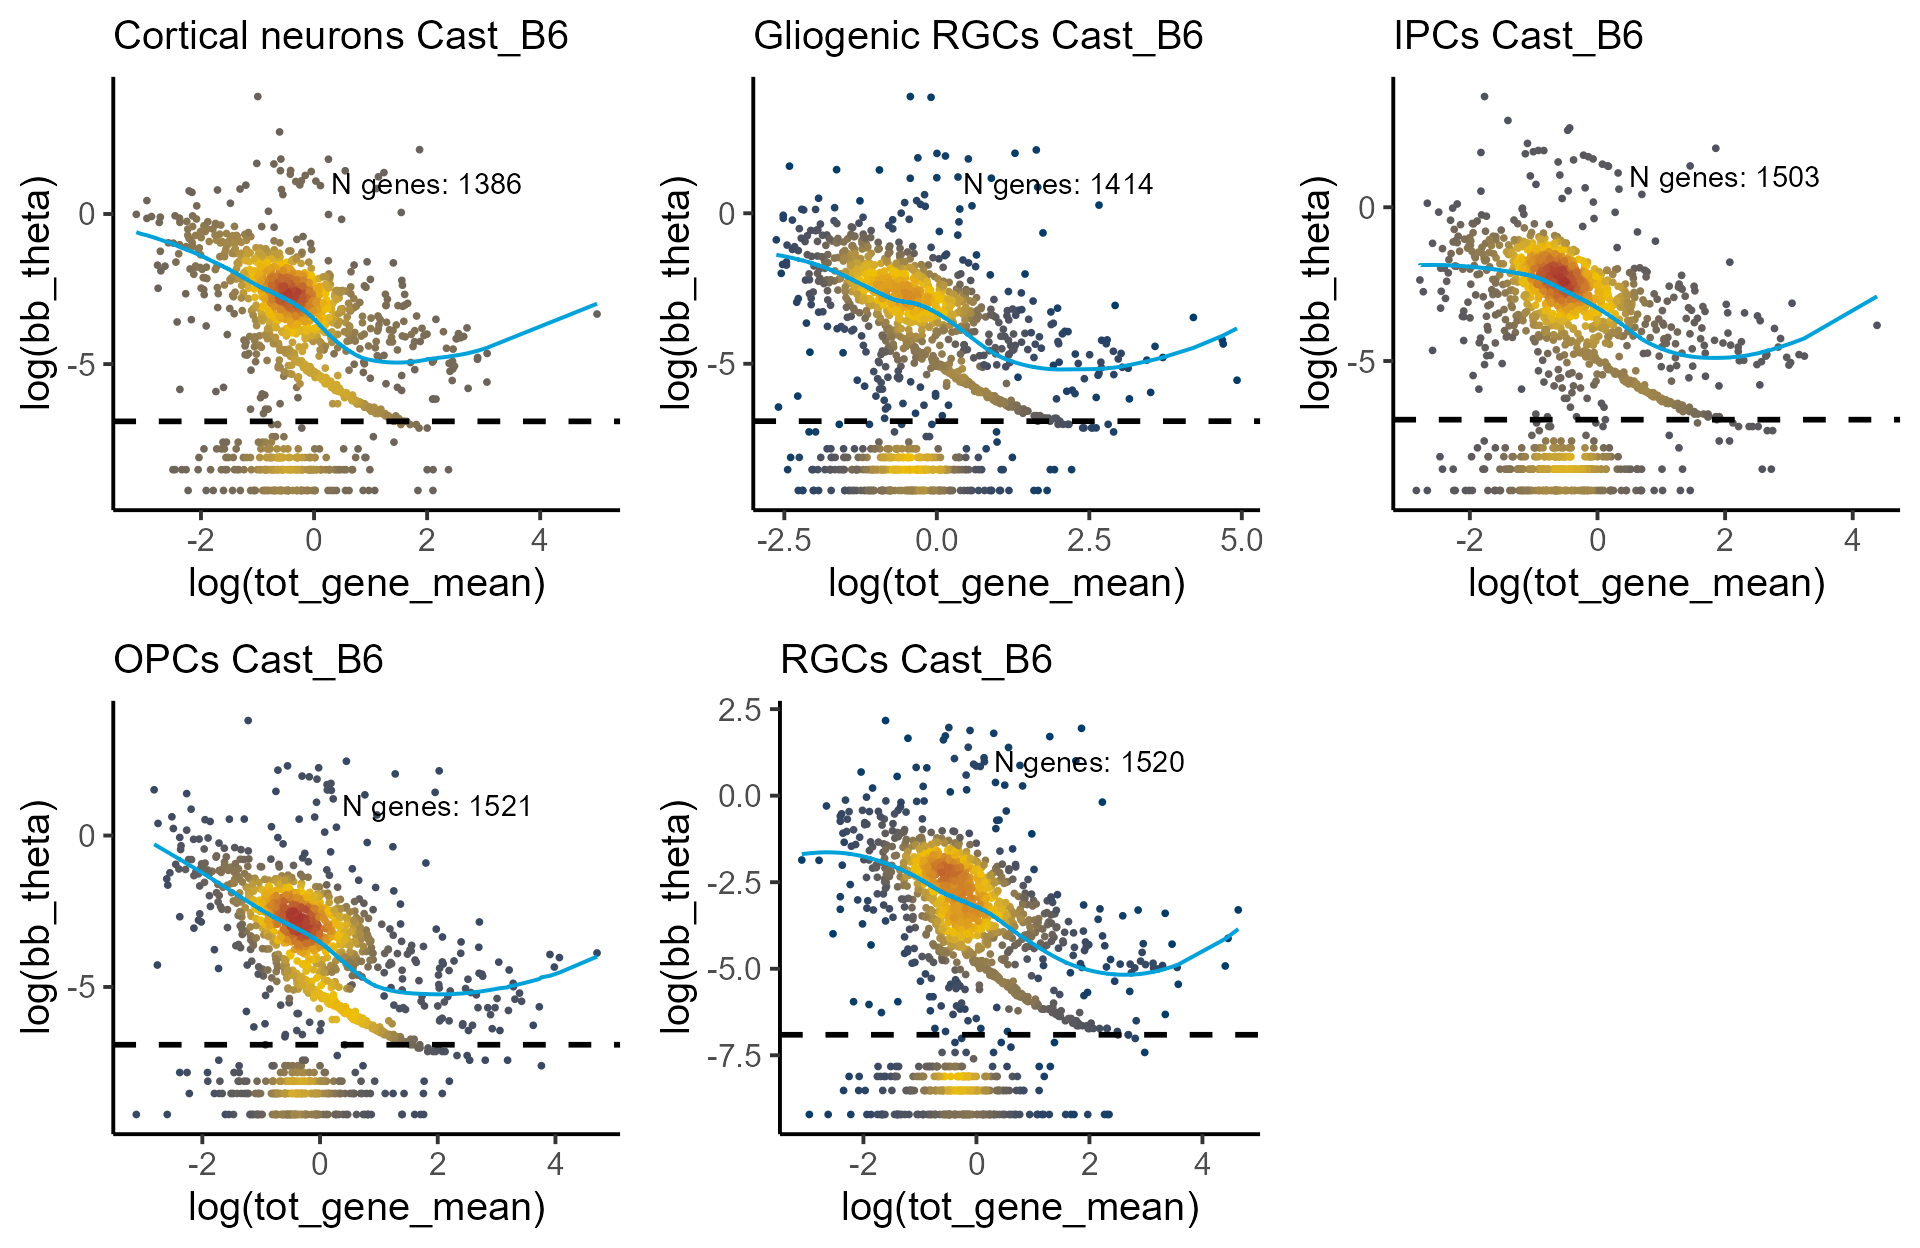 Cortical neurons Cast_B6
log(bb_theta)
0
-5
N genes: 1386
-2 0 2 4
log(tot_gene_mean)
Gliogenic RGCs Cast_B6
log(bb_theta)
0
-5
N genes: 1414
-2.5 0.0 2.5 5.0
log(tot_gene_mean)
IPCs Cast_B6
log(bb_theta)
0
-5
N genes: 1503
-2 0 2 4
log(tot_gene_mean)
OPCs Cast_B6
log(bb_theta)
0
-5
N genes: 1521
-2 0 2 4
log(tot_gene_mean)
RGCs Cast_B6
log(bb_theta)
2.5
0.0
-2.5
-5.0
-7.5
N genes: 1520
-2 0 2 4
log(tot_gene_mean)